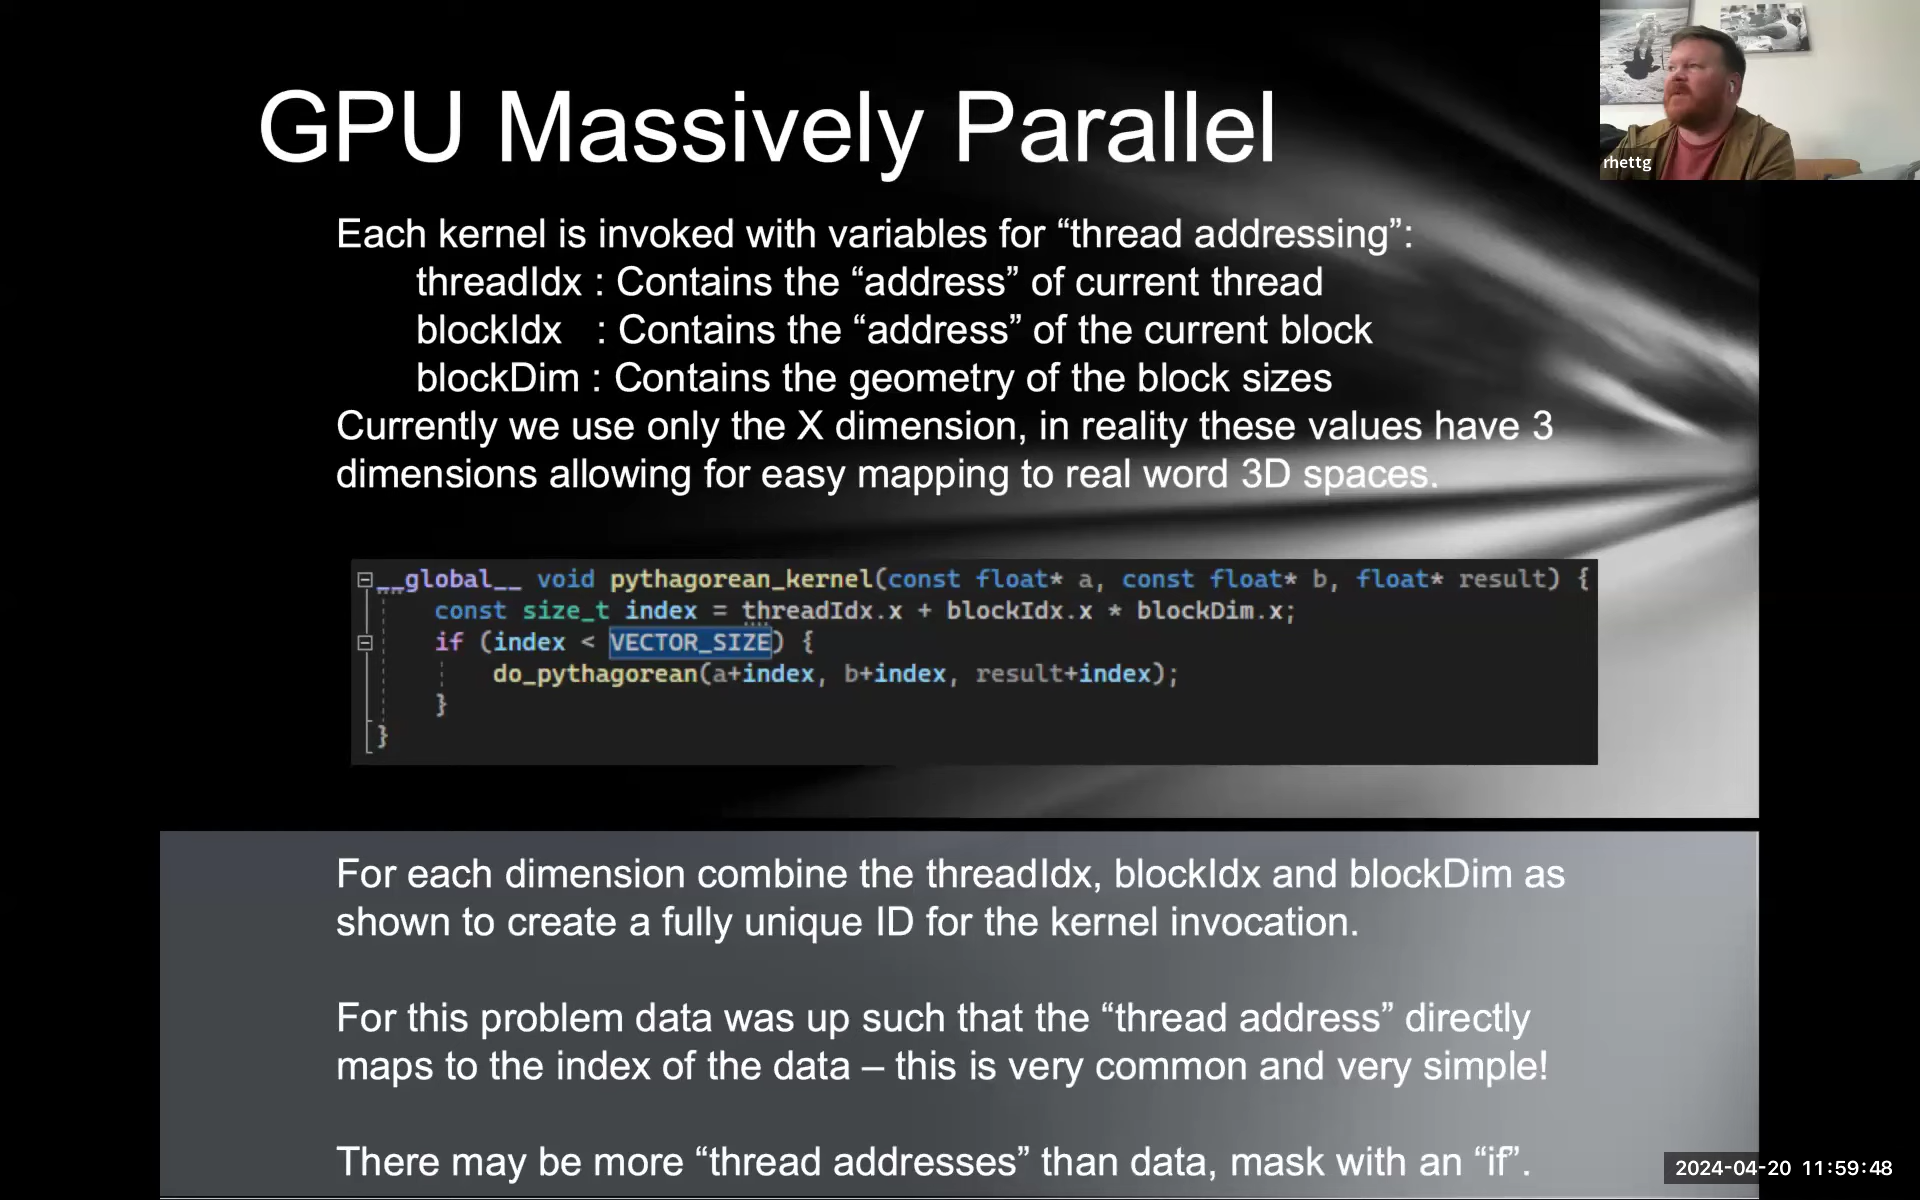 GPU Massively Parallel
rhettg
Each kernel is invoked with variables for “thread addressing”:
threadIdx : Contains the “address” of current thread
blockIdx : Contains the “address” of the current block
blockDim : Contains the geometry of the block sizes
Currently we use only the X dimension, in reality these values have 3
dimensions allowing for easy mapping to real word 3D spaces.
__global__ void pythagorean_kernel(const float* a, const float* b, float* result) {
const size_t index = threadIdx.x + blockIdx.x * blockDim.x;
if (index < VECTOR_SIZE) {
do_pythagorean(a+index, b+index, result+index);
}
}
For each dimension combine the threadIdx, blockIdx and blockDim as
shown to create a fully unique ID for the kernel invocation.
For this problem data was up such that the “thread address” directly
maps to the index of the data – this is very common and very simple!
There may be more “thread addresses” than data, mask with an “if”.
2024-04-20 11:59:48